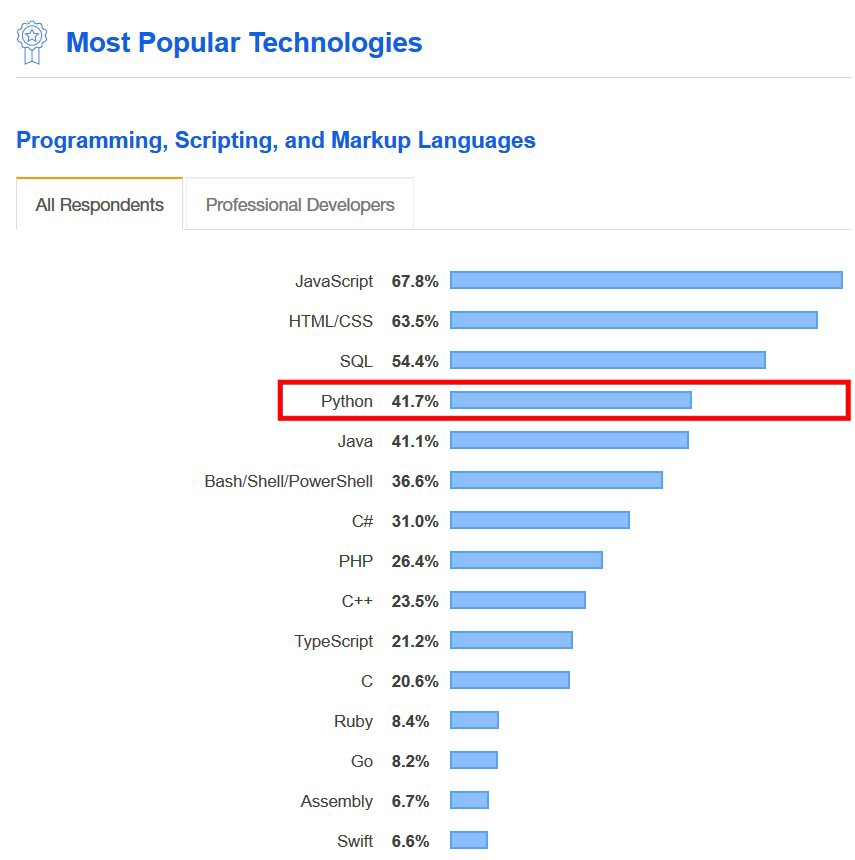 Most Popular Technologies
Programming, Scripting, and Markup Languages
All Respondents Professional Developers
JavaScript 67.8%
HTML/CSS 63.5%
SQL 54.4%
Python 41.7%
Java 41.1%
Bash/Shell/PowerShell 36.6%
C# 31.0%
PHP 26.4%
C++ 23.5%
TypeScript 21.2%
C 20.6%
Ruby 8.4%
Go 8.2%
Assembly 6.7%
Swift 6.6%